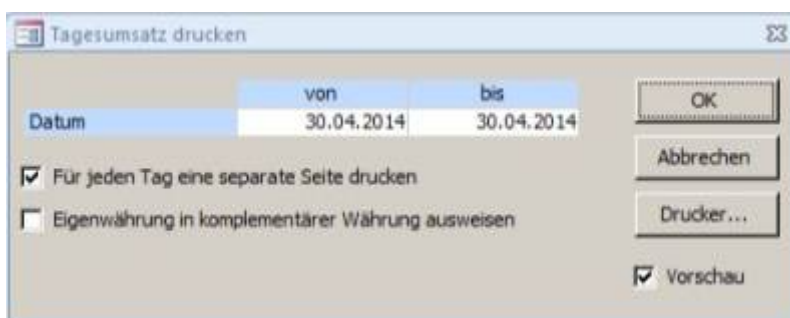 Tagesumsatz drucken
von bis
Datum 30.04.2014 30.04.2014
Für jeden Tag eine separate Seite drucken
Eigenwährung in komplementärer Währung ausweisen
OK
Abbrechen
Drucker...
Vorschau